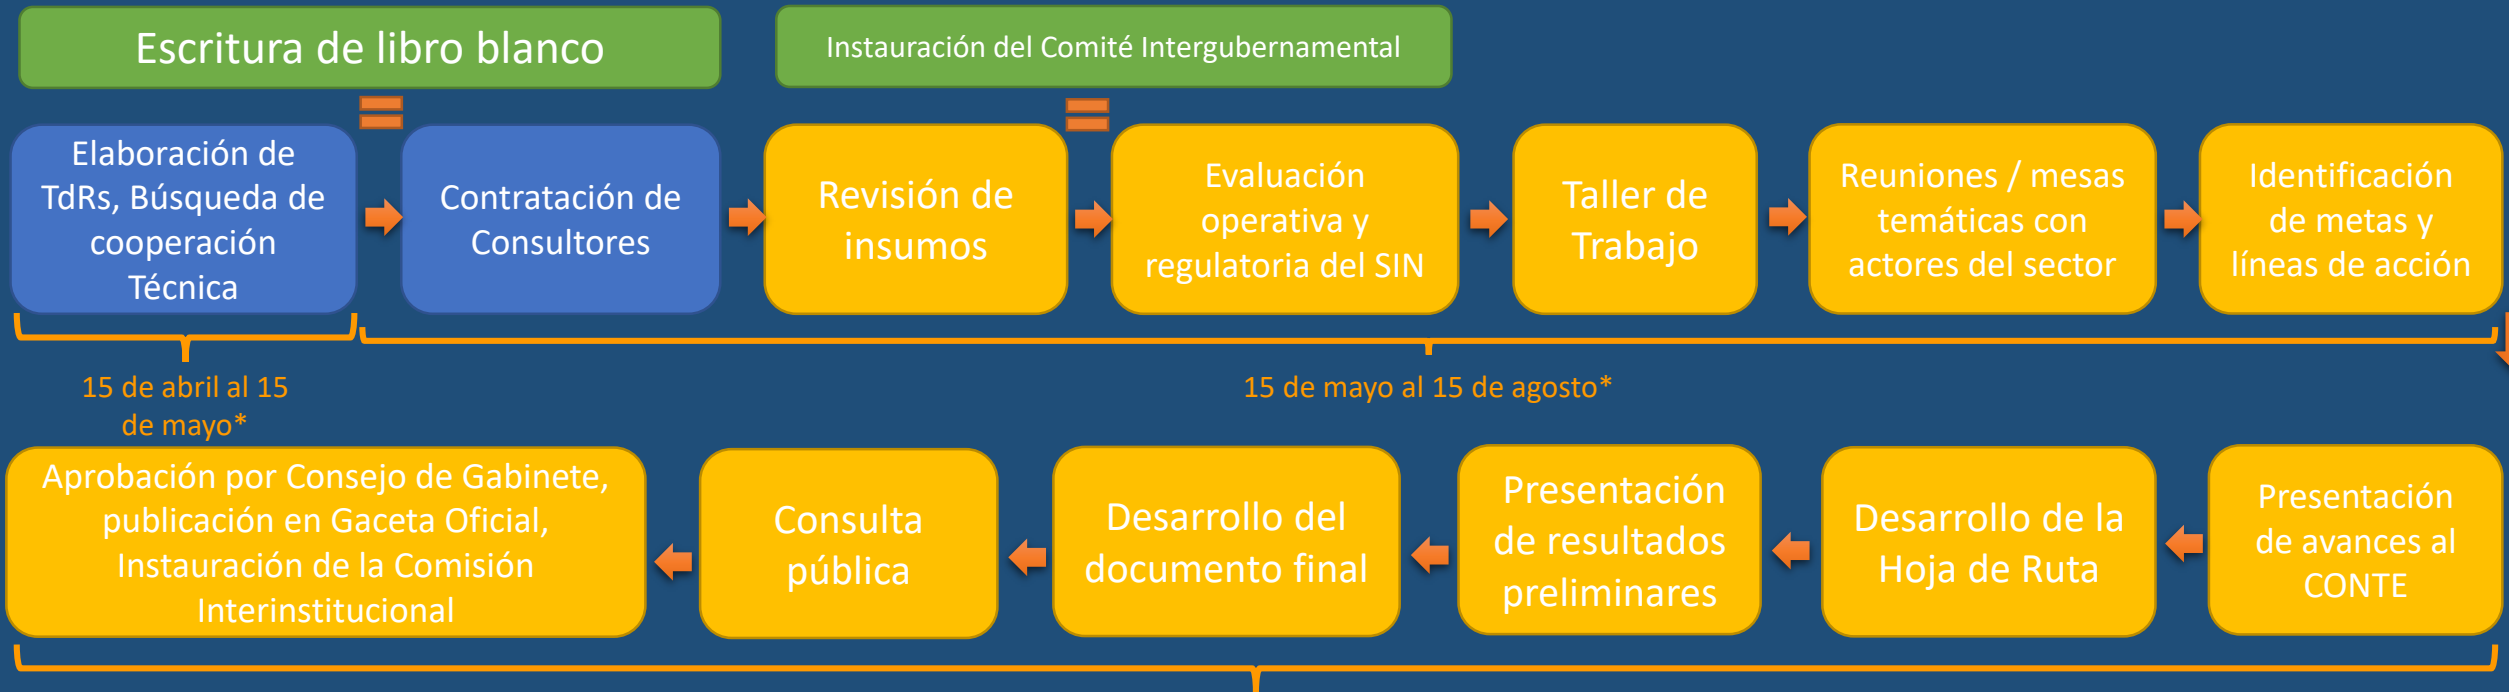 Escritura de libro blanco
Instauración del Comité Intergubernamental
Elaboración de
TdRs, Búsqueda de
cooperación
Técnica
Contratación de
Consultores
Revisión de
insumos
Evaluación
operativa y
regulatoria del SIN
Taller de
Trabajo
Reuniones / mesas
temáticas con
actores del sector
Identificación
de metas y
líneas de acción
15 de abril al 15
de mayo*
15 de mayo al 15 de agosto*
Aprobación por Consejo de Gabinete,
publicación en Gaceta Oficial,
Instauración de la Comisión
Interinstitucional
Consulta
pública
Desarrollo del
documento final
Presentación
de resultados
preliminares
Desarrollo de la
Hoja de Ruta
Presentación
de avances al
CONTE